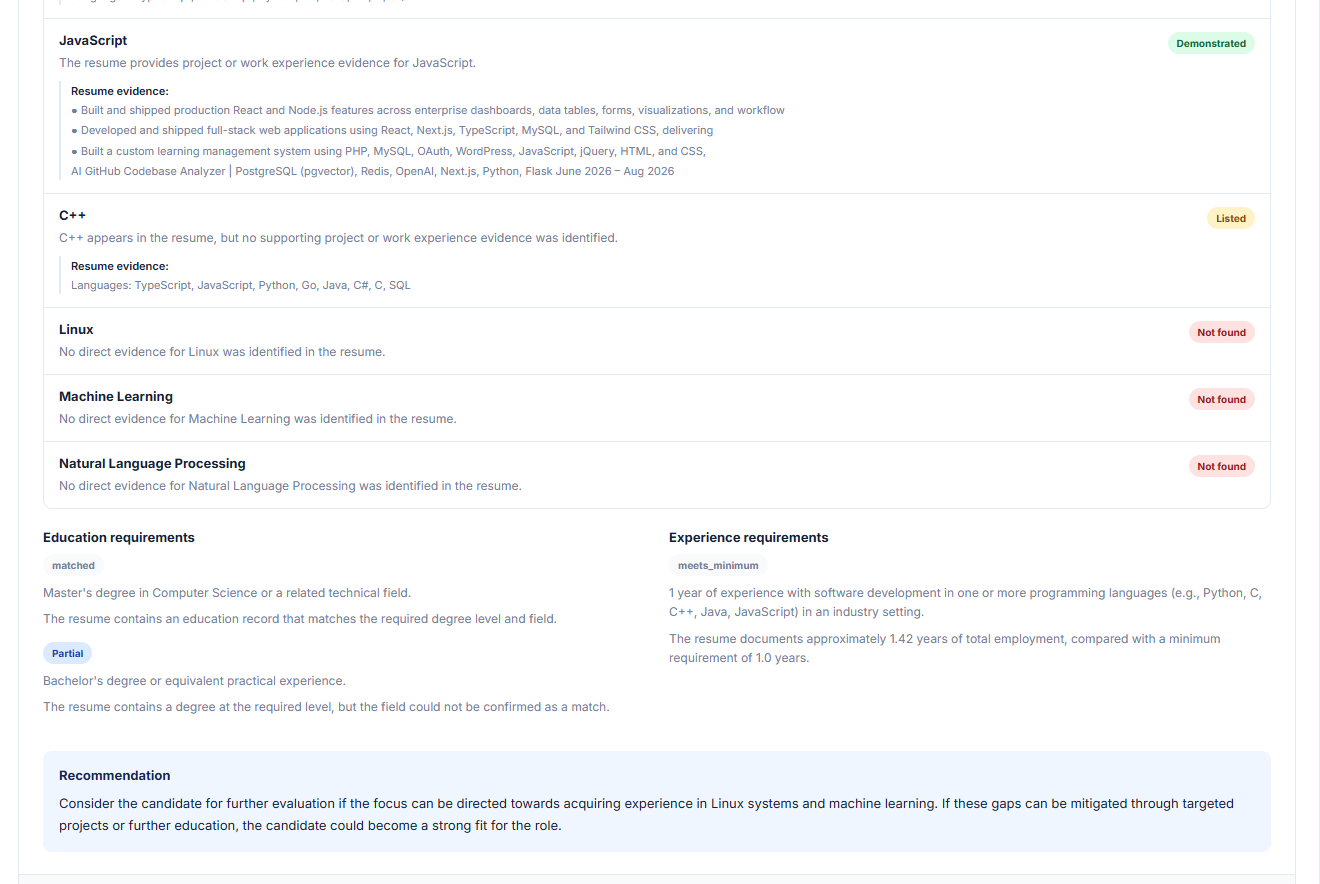 JavaScript
Demonstrated
The resume provides project or work experience evidence for JavaScript.
Resume evidence:
● Built and shipped production React and Node.js features across enterprise dashboards, data tables, forms, visualizations, and workflow
● Developed and shipped full-stack web applications using React, Next.js, TypeScript, MySQL, and Tailwind CSS, delivering
● Built a custom learning management system using PHP, MySQL, OAuth, WordPress, JavaScript, jQuery, HTML, and CSS,
AI GitHub Codebase Analyzer | PostgreSQL (pgvector), Redis, OpenAI, Next.js, Python, Flask June 2026 – Aug 2026
C++
Listed
C++ appears in the resume, but no supporting project or work experience evidence was identified.
Resume evidence:
Languages: TypeScript, JavaScript, Python, Go, Java, C#, C, SQL
Linux
Not found
No direct evidence for Linux was identified in the resume.
Machine Learning
Not found
No direct evidence for Machine Learning was identified in the resume.
Natural Language Processing
Not found
No direct evidence for Natural Language Processing was identified in the resume.
Education requirements
matched
Master's degree in Computer Science or a related technical field.
The resume contains an education record that matches the required degree level and field.
Partial
Bachelor's degree or equivalent practical experience.
The resume contains a degree at the required level, but the field could not be confirmed as a match.
Experience requirements
meets_minimum
1 year of experience with software development in one or more programming languages (e.g., Python, C,
C++, Java, JavaScript) in an industry setting.
The resume documents approximately 1.42 years of total employment, compared with a minimum
requirement of 1.0 years.
Recommendation
Consider the candidate for further evaluation if the focus can be directed towards acquiring experience in Linux systems and machine learning. If these gaps can be mitigated through targeted
projects or further education, the candidate could become a strong fit for the role.